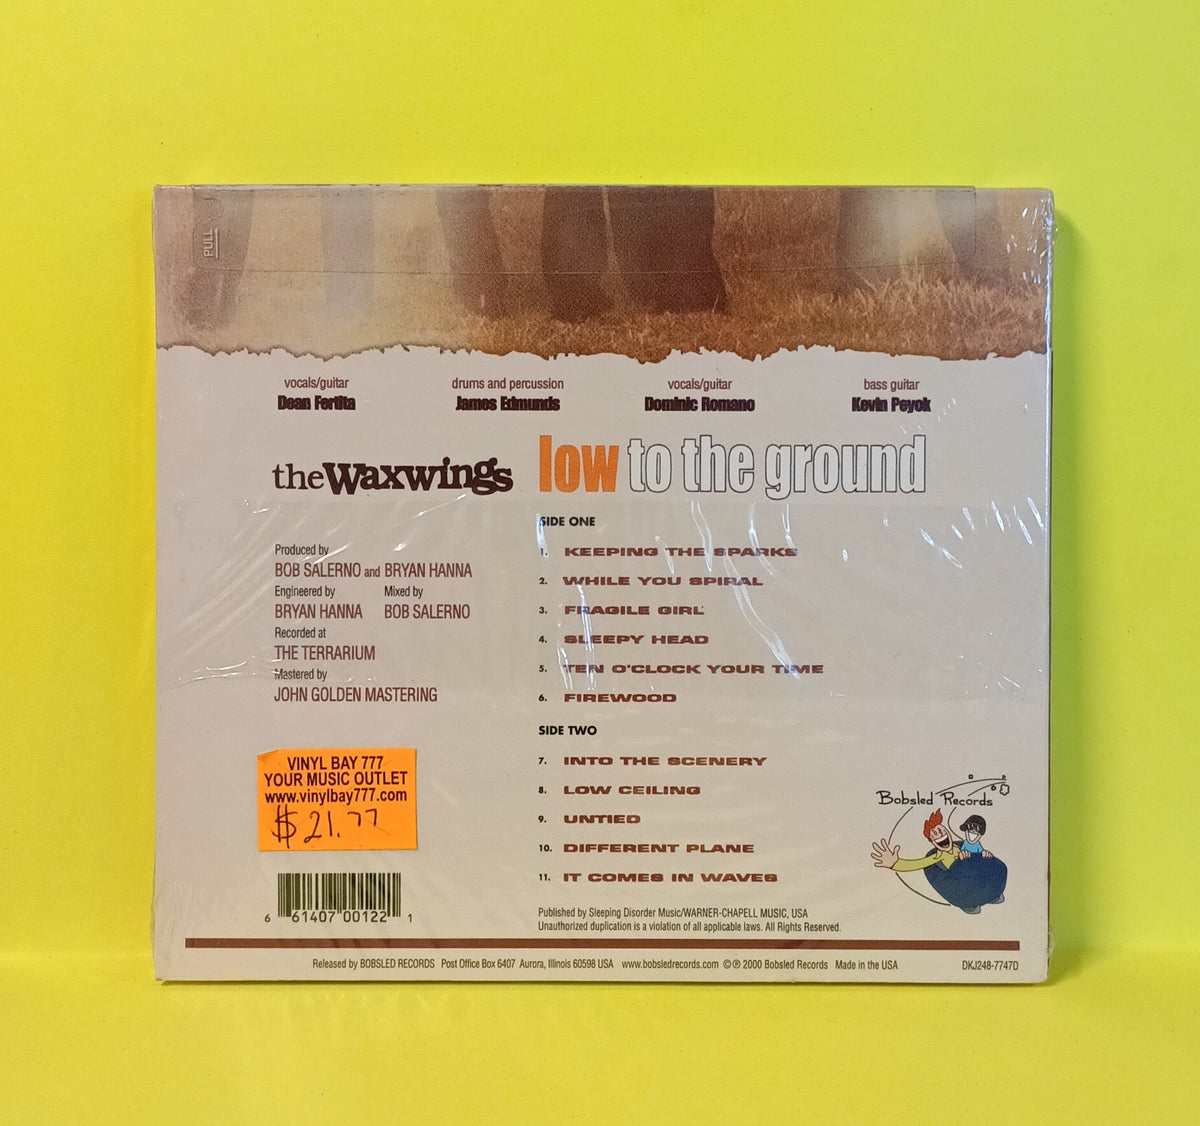 PULL
vocals/guitar
Dean Fertita
drums and percussion
James Edmunds
vocals/guitar
Dominic Romano
bass guitar
Kevin Peyok
the Waxwings
low to the ground
Produced by
BOB SALERNO and BRYAN HANNA
Engineered by Mixed by
BRYAN HANNA BOB SALERNO
Recorded at
THE TERRARIUM
Mastered by
JOHN GOLDEN MASTERING
SIDE ONE
1. KEEPING THE SPARKS
2. WHILE YOU SPIRAL
3. FRAGILE GIRL
4. SLEEPY HEAD
5. TEN O'CLOCK YOUR TIME
6. FIREWOOD
SIDE TWO
7. INTO THE SCENERY
8. LOW CEILING
9. UNTIED
10. DIFFERENT PLANE
11. IT COMES IN WAVES
VINYL BAY 777
YOUR MUSIC OUTLET
www.vinylbay777.com
$21.77
6 61407 00122 1
Bobsled Records
Published by Sleeping Disorder Music/WARNER-CHAPELL MUSIC, USA
Unauthorized duplication is a violation of all applicable laws. All Rights Reserved.
Released by BOBSLED RECORDS Post Office Box 6407 Aurora, Illinois 60598 USA www.bobsledrecords.com ©℗ 2000 Bobsled Records Made in the USA
DKJ248-7747D